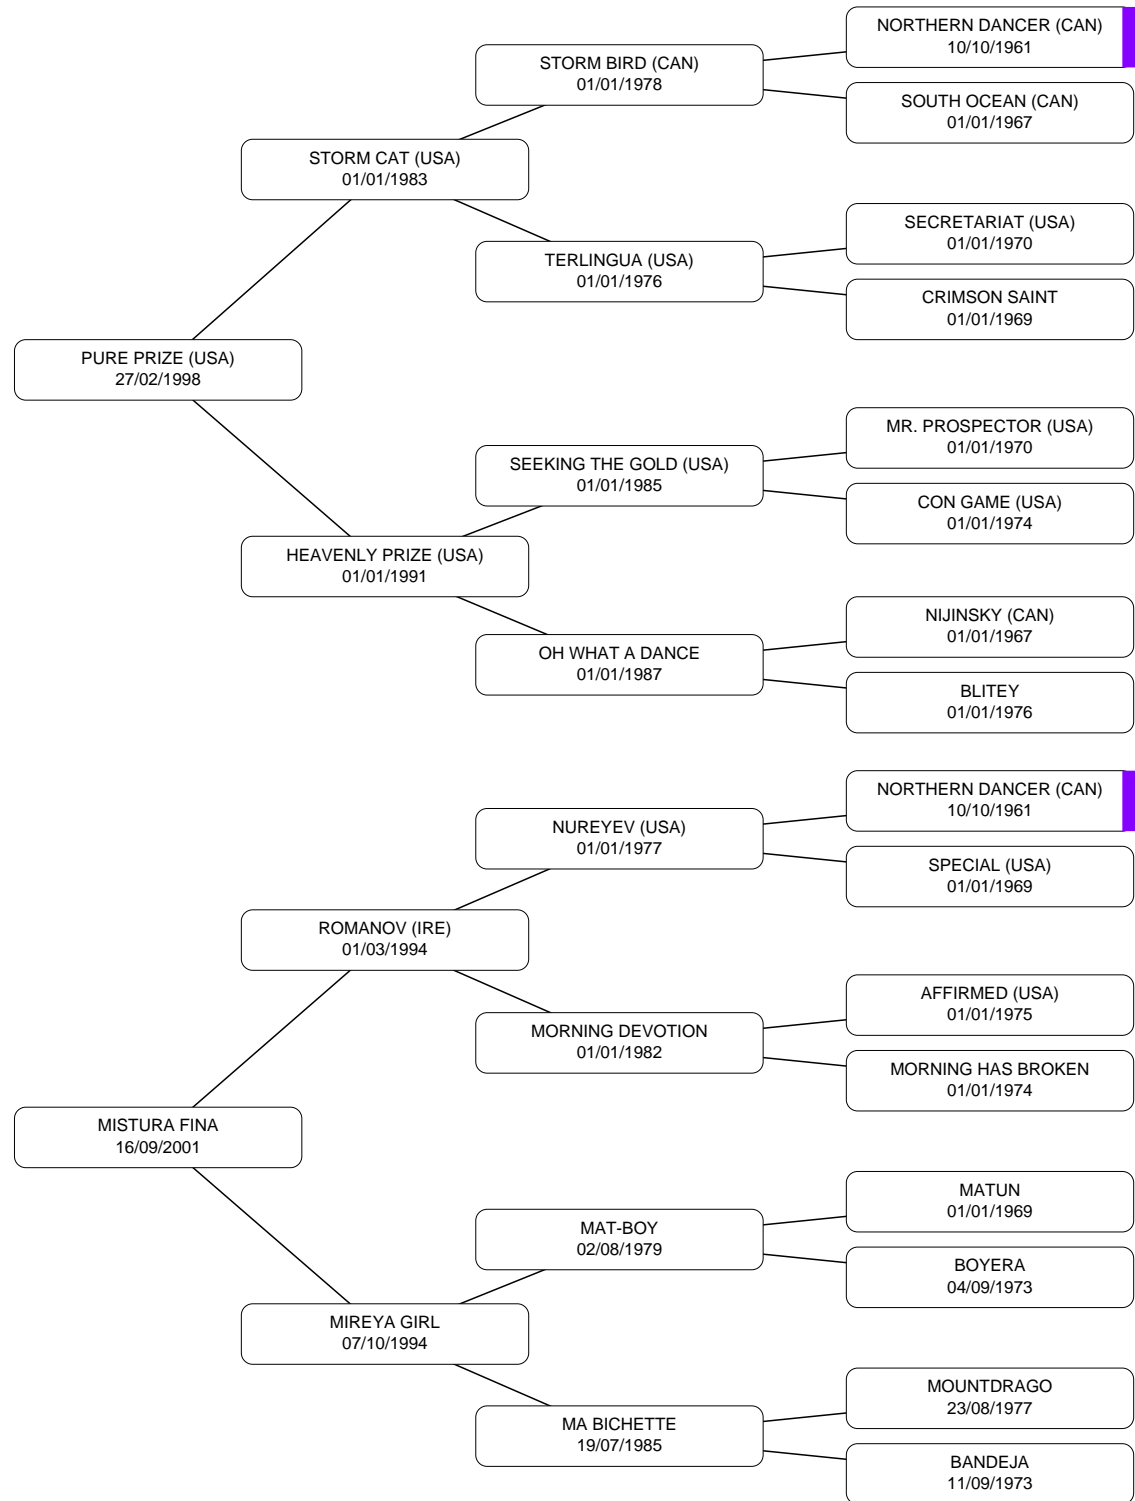 NORTHERN DANCER (CAN)
10/10/1961
STORM BIRD (CAN)
01/01/1978
SOUTH OCEAN (CAN)
01/01/1967
STORM CAT (USA)
01/01/1983
SECRETARIAT (USA)
01/01/1970
TERLINGUA (USA)
01/01/1976
CRIMSON SAINT
01/01/1969
PURE PRIZE (USA)
27/02/1998
MR. PROSPECTOR (USA)
01/01/1970
SEEKING THE GOLD (USA)
01/01/1985
CON GAME (USA)
01/01/1974
HEAVENLY PRIZE (USA)
01/01/1991
NIJINSKY (CAN)
01/01/1967
OH WHAT A DANCE
01/01/1987
BLITEY
01/01/1976
NORTHERN DANCER (CAN)
10/10/1961
NUREYEV (USA)
01/01/1977
SPECIAL (USA)
01/01/1969
ROMANOV (IRE)
01/03/1994
AFFIRMED (USA)
01/01/1975
MORNING DEVOTION
01/01/1982
MORNING HAS BROKEN
01/01/1974
MISTURA FINA
16/09/2001
MATUN
01/01/1969
MAT-BOY
02/08/1979
BOYERA
04/09/1973
MIREYA GIRL
07/10/1994
MOUNTDRAGO
23/08/1977
MA BICHETTE
19/07/1985
BANDEJA
11/09/1973